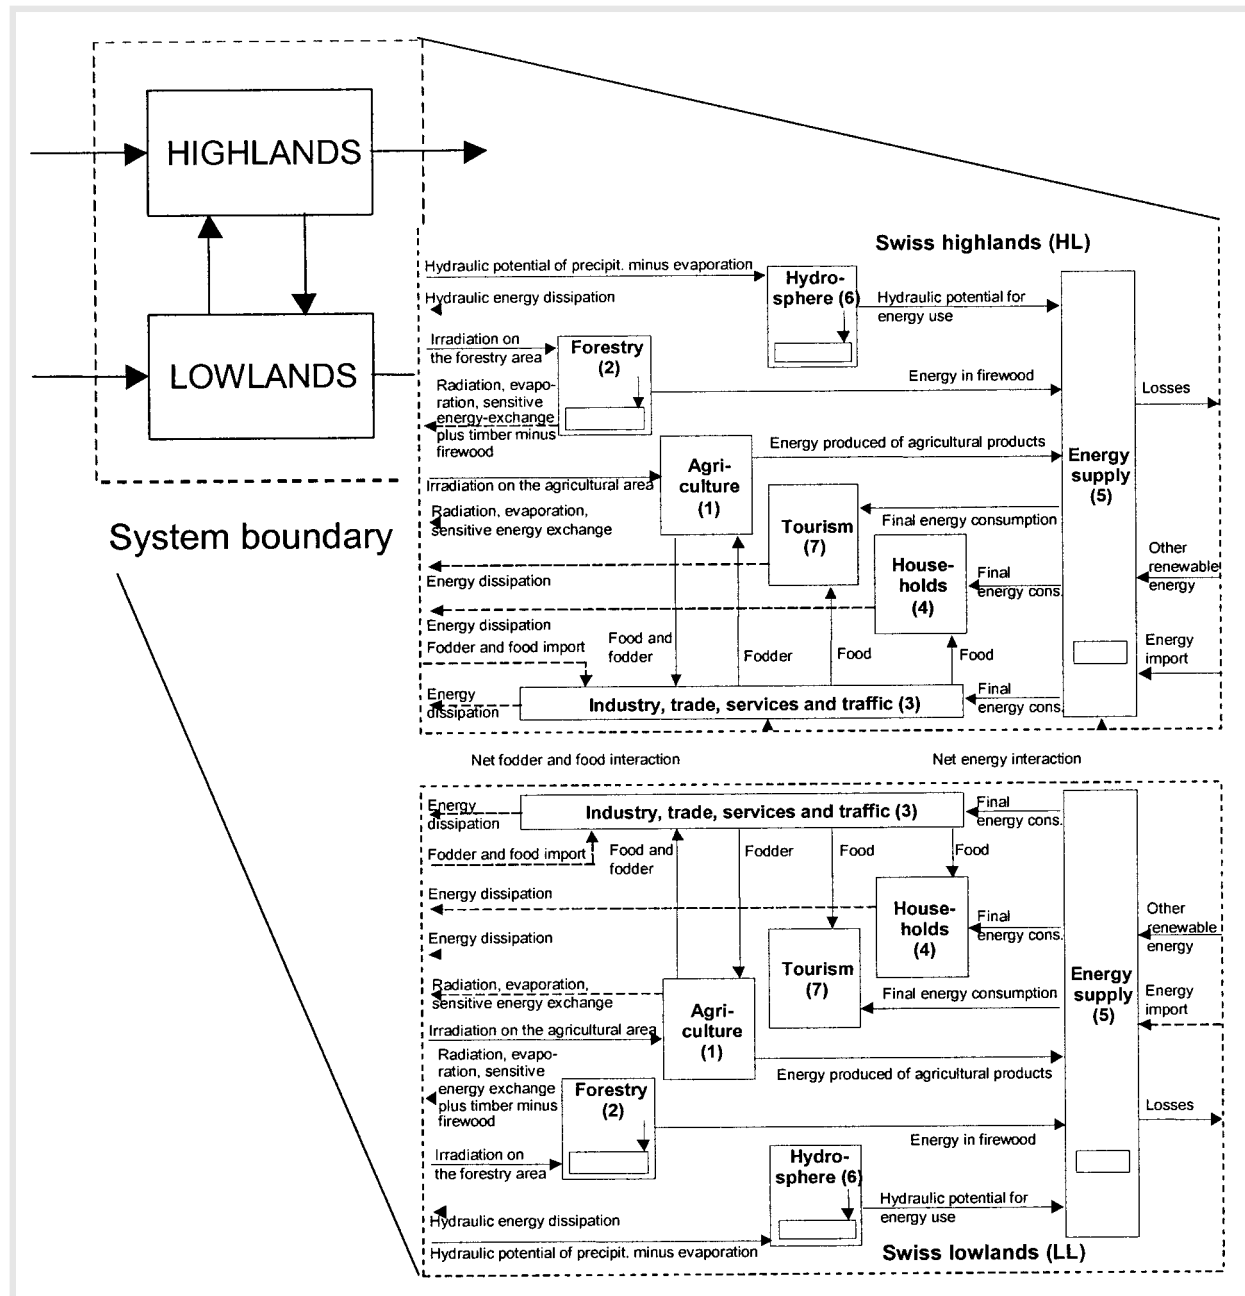 HIGHLANDS
LOWLANDS
System boundary
Swiss highlands (HL)
Hydraulic potential of precipit. minus evaporation
Hydro-
sphere (6)
Hydraulic energy dissipation
Hydraulic potential for
energy use
Irradiation on
the forestry area
Forestry
(2)
Radiation, evapo-
ration, sensitive
energy-exchange
plus timber minus
firewood
Energy in firewood
Losses
Agri-
culture
(1)
Energy produced of agricultural products
Energy
supply
(5)
Irradiation on the agricultural area
Radiation, evaporation,
sensitive energy exchange
Tourism
(7)
Final energy consumption
House-
holds
(4)
Other
renewable
energy
Energy dissipation
Final
energy cons.
Energy dissipation
Fodder and food import
Food and
fodder
Fodder
Food
Food
Energy
import
Energy
dissipation
Industry, trade, services and traffic (3)
Final
energy cons.
Net fodder and food interaction
Net energy interaction
Energy
dissipation
Industry, trade, services and traffic (3)
Final
energy cons.
Fodder and food import
Food and
fodder
Fodder
Food
Food
Energy dissipation
House-
holds
(4)
Final
energy cons.
Other
renewable
energy
Energy dissipation
Tourism
(7)
Energy
supply
(5)
Radiation, evaporation,
sensitive energy exchange
Final energy consumption
Energy
import
Agri-
culture
(1)
Irradiation on the agricultural area
Radiation, evapo-
ration, sensitive
energy exchange
plus timber minus
firewood
Energy produced of agricultural products
Forestry
(2)
Losses
Energy in firewood
Irradiation on
the forestry area
Hydro-
sphere (6)
Hydraulic potential for
energy use
Hydraulic energy dissipation
Hydraulic potential of precipit. minus evaporation
Swiss lowlands (LL)